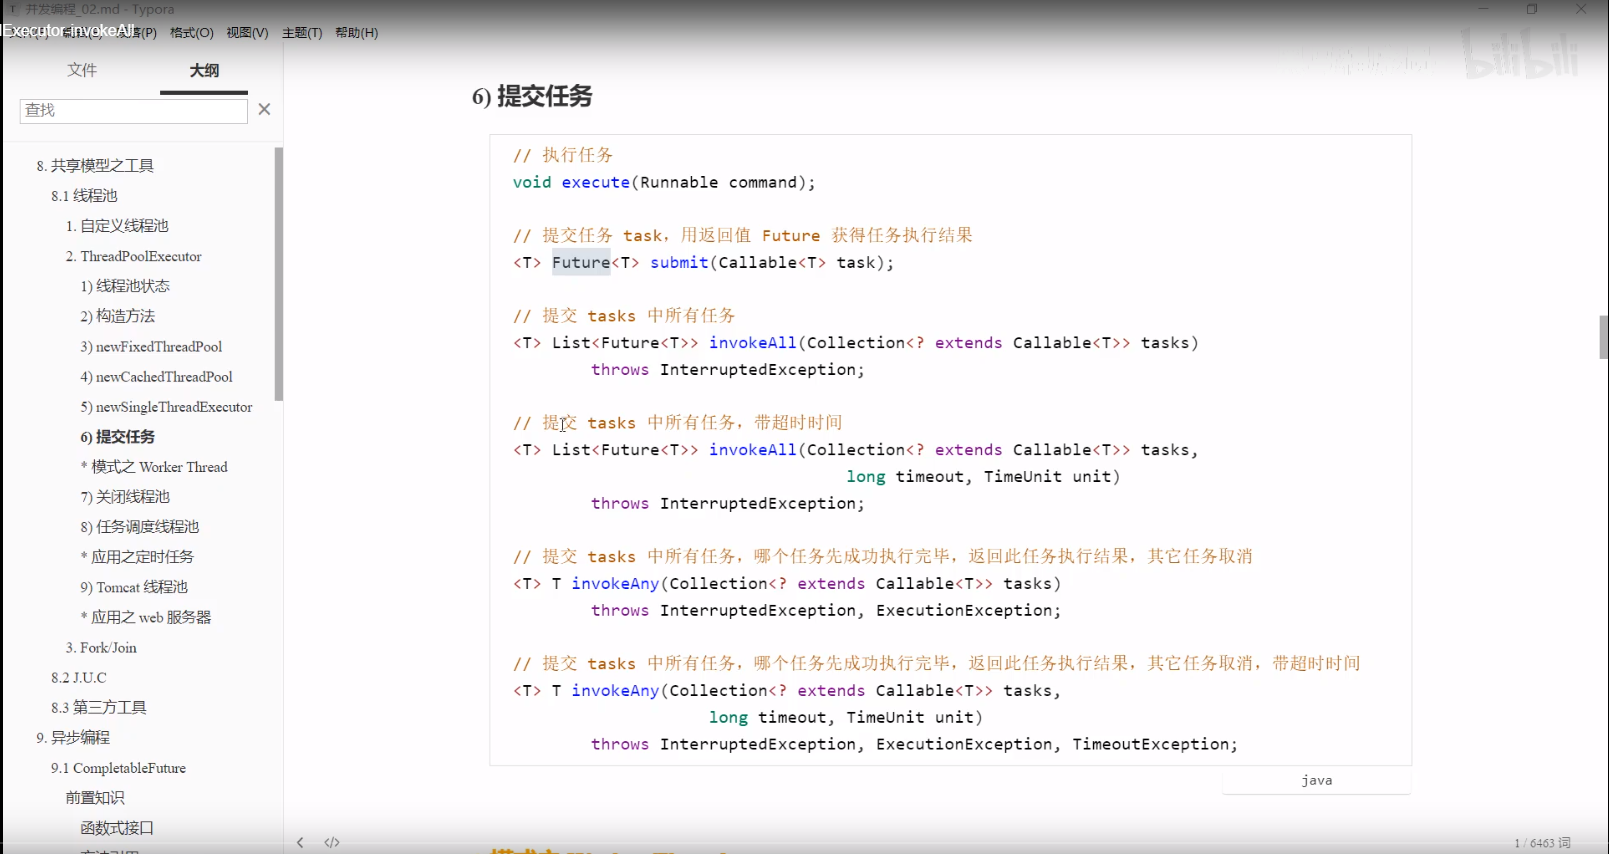 并发编程_02.md - Typora
Executor-invokeAll
格式(O) 视图(V) 主题(T) 帮助(H)
文件 大纲
查找
8. 共享模型之工具
8.1 线程池
1. 自定义线程池
2. ThreadPoolExecutor
1) 线程池状态
2) 构造方法
3) newFixedThreadPool
4) newCachedThreadPool
5) newSingleThreadExecutor
6) 提交任务
* 模式之 Worker Thread
7) 关闭线程池
8) 任务调度线程池
* 应用之定时任务
9) Tomcat 线程池
* 应用之 web 服务器
3. Fork/Join
8.2 J.U.C
8.3 第三方工具
9. 异步编程
9.1 CompletableFuture
前置知识
函数式接口
6) 提交任务
// 执行任务
void execute(Runnable command);
// 提交任务 task，用返回值 Future 获得任务执行结果
<T> Future<T> submit(Callable<T> task);
// 提交 tasks 中所有任务
<T> List<Future<T>> invokeAll(Collection<? extends Callable<T>> tasks)
throws InterruptedException;
// 提交 tasks 中所有任务，带超时时间
<T> List<Future<T>> invokeAll(Collection<? extends Callable<T>> tasks,
long timeout, TimeUnit unit)
throws InterruptedException;
// 提交 tasks 中所有任务，哪个任务先成功执行完毕，返回此任务执行结果，其它任务取消
<T> T invokeAny(Collection<? extends Callable<T>> tasks)
throws InterruptedException, ExecutionException;
// 提交 tasks 中所有任务，哪个任务先成功执行完毕，返回此任务执行结果，其它任务取消，带超时时间
<T> T invokeAny(Collection<? extends Callable<T>> tasks,
long timeout, TimeUnit unit)
throws InterruptedException, ExecutionException, TimeoutException;
java
1 / 6463 词
bilibili